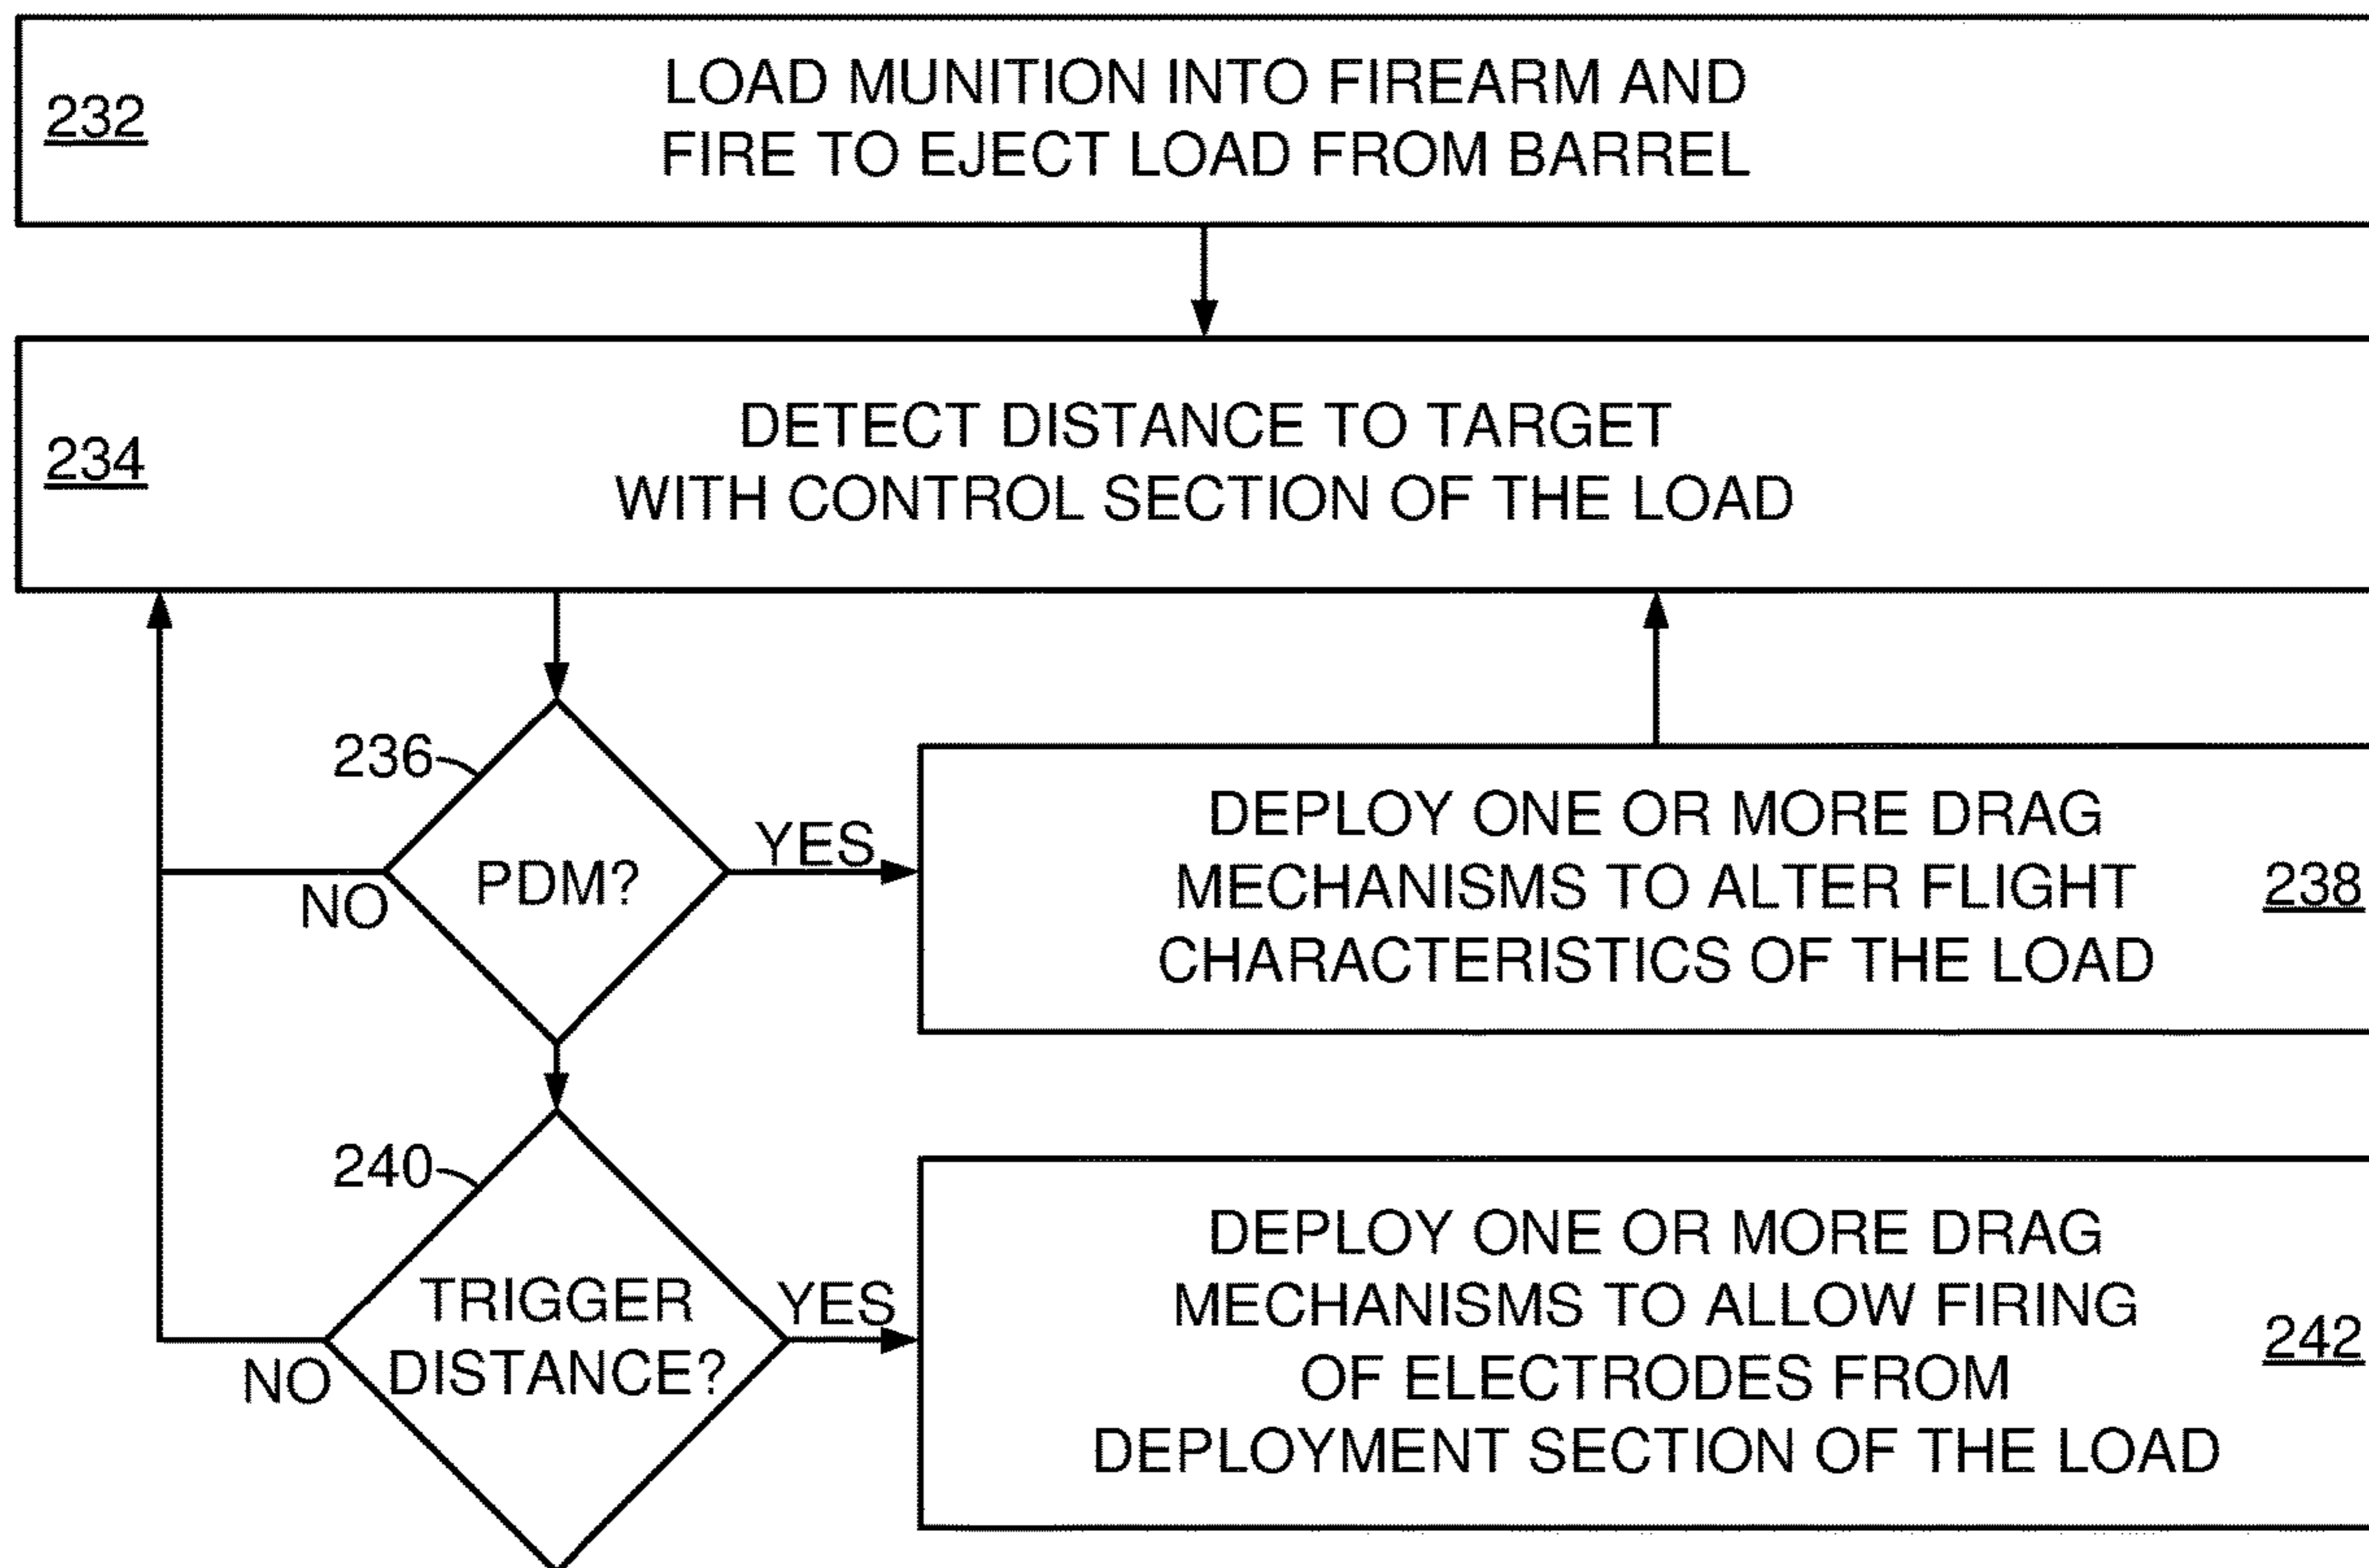 232
LOAD MUNITION INTO FIREARM AND
FIRE TO EJECT LOAD FROM BARREL
234
DETECT DISTANCE TO TARGET
WITH CONTROL SECTION OF THE LOAD
236
PDM?
YES
NO
DEPLOY ONE OR MORE DRAG
MECHANISMS TO ALTER FLIGHT
CHARACTERISTICS OF THE LOAD
238
240
TRIGGER
DISTANCE?
YES
NO
DEPLOY ONE OR MORE DRAG
MECHANISMS TO ALLOW FIRING
OF ELECTRODES FROM
DEPLOYMENT SECTION OF THE LOAD
242